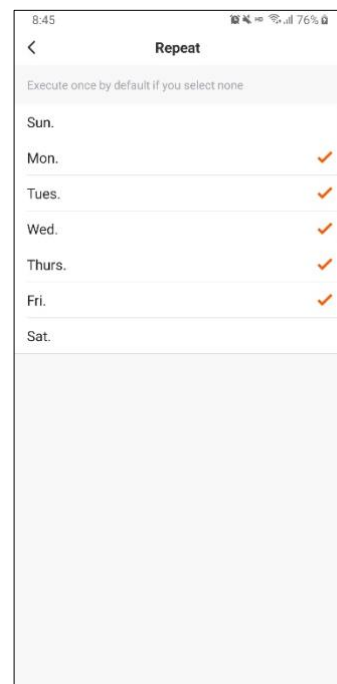 8:45 76%
Repeat
Execute once by default if you select none
Sun.
Mon.
Tues.
Wed.
Thurs.
Fri.
Sat.